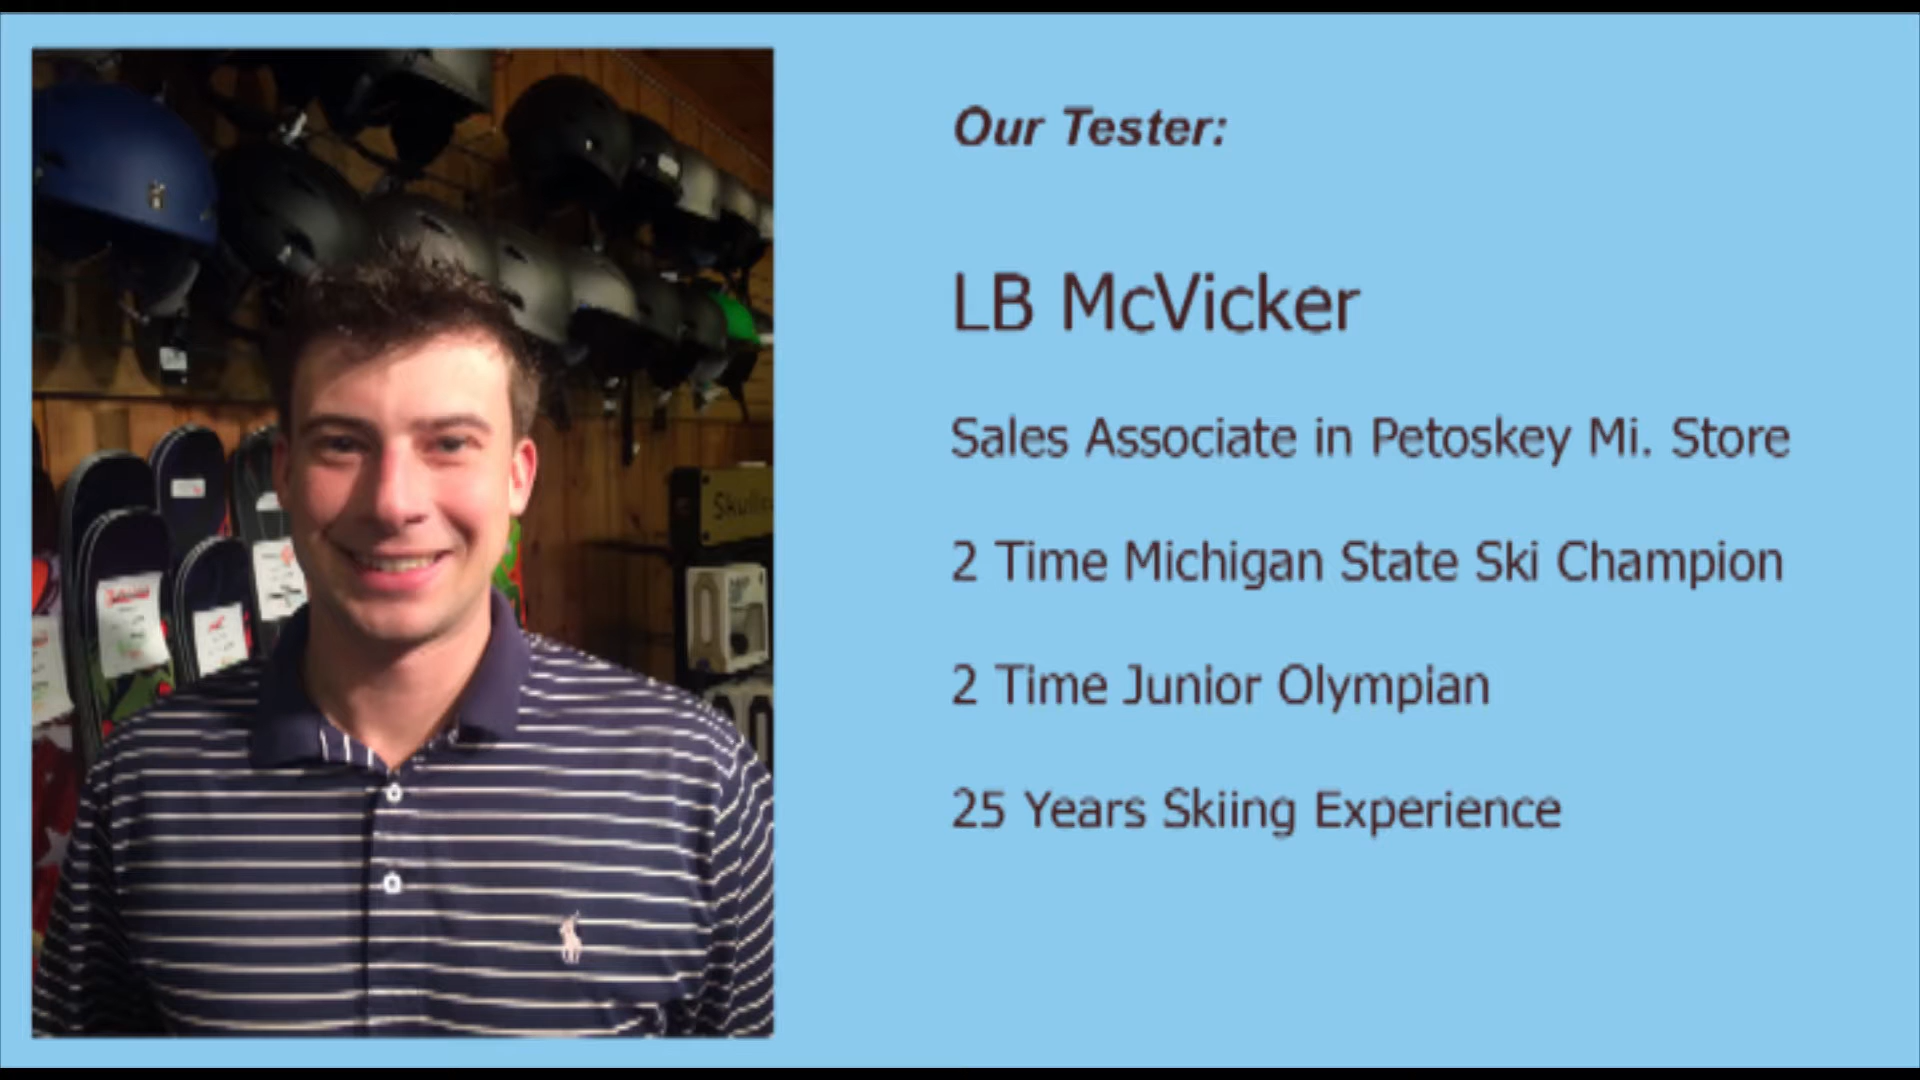 Our Tester:
LB McVicker
Sales Associate in Petoskey Mi. Store
2 Time Michigan State Ski Champion
2 Time Junior Olympian
25 Years Skiing Experience